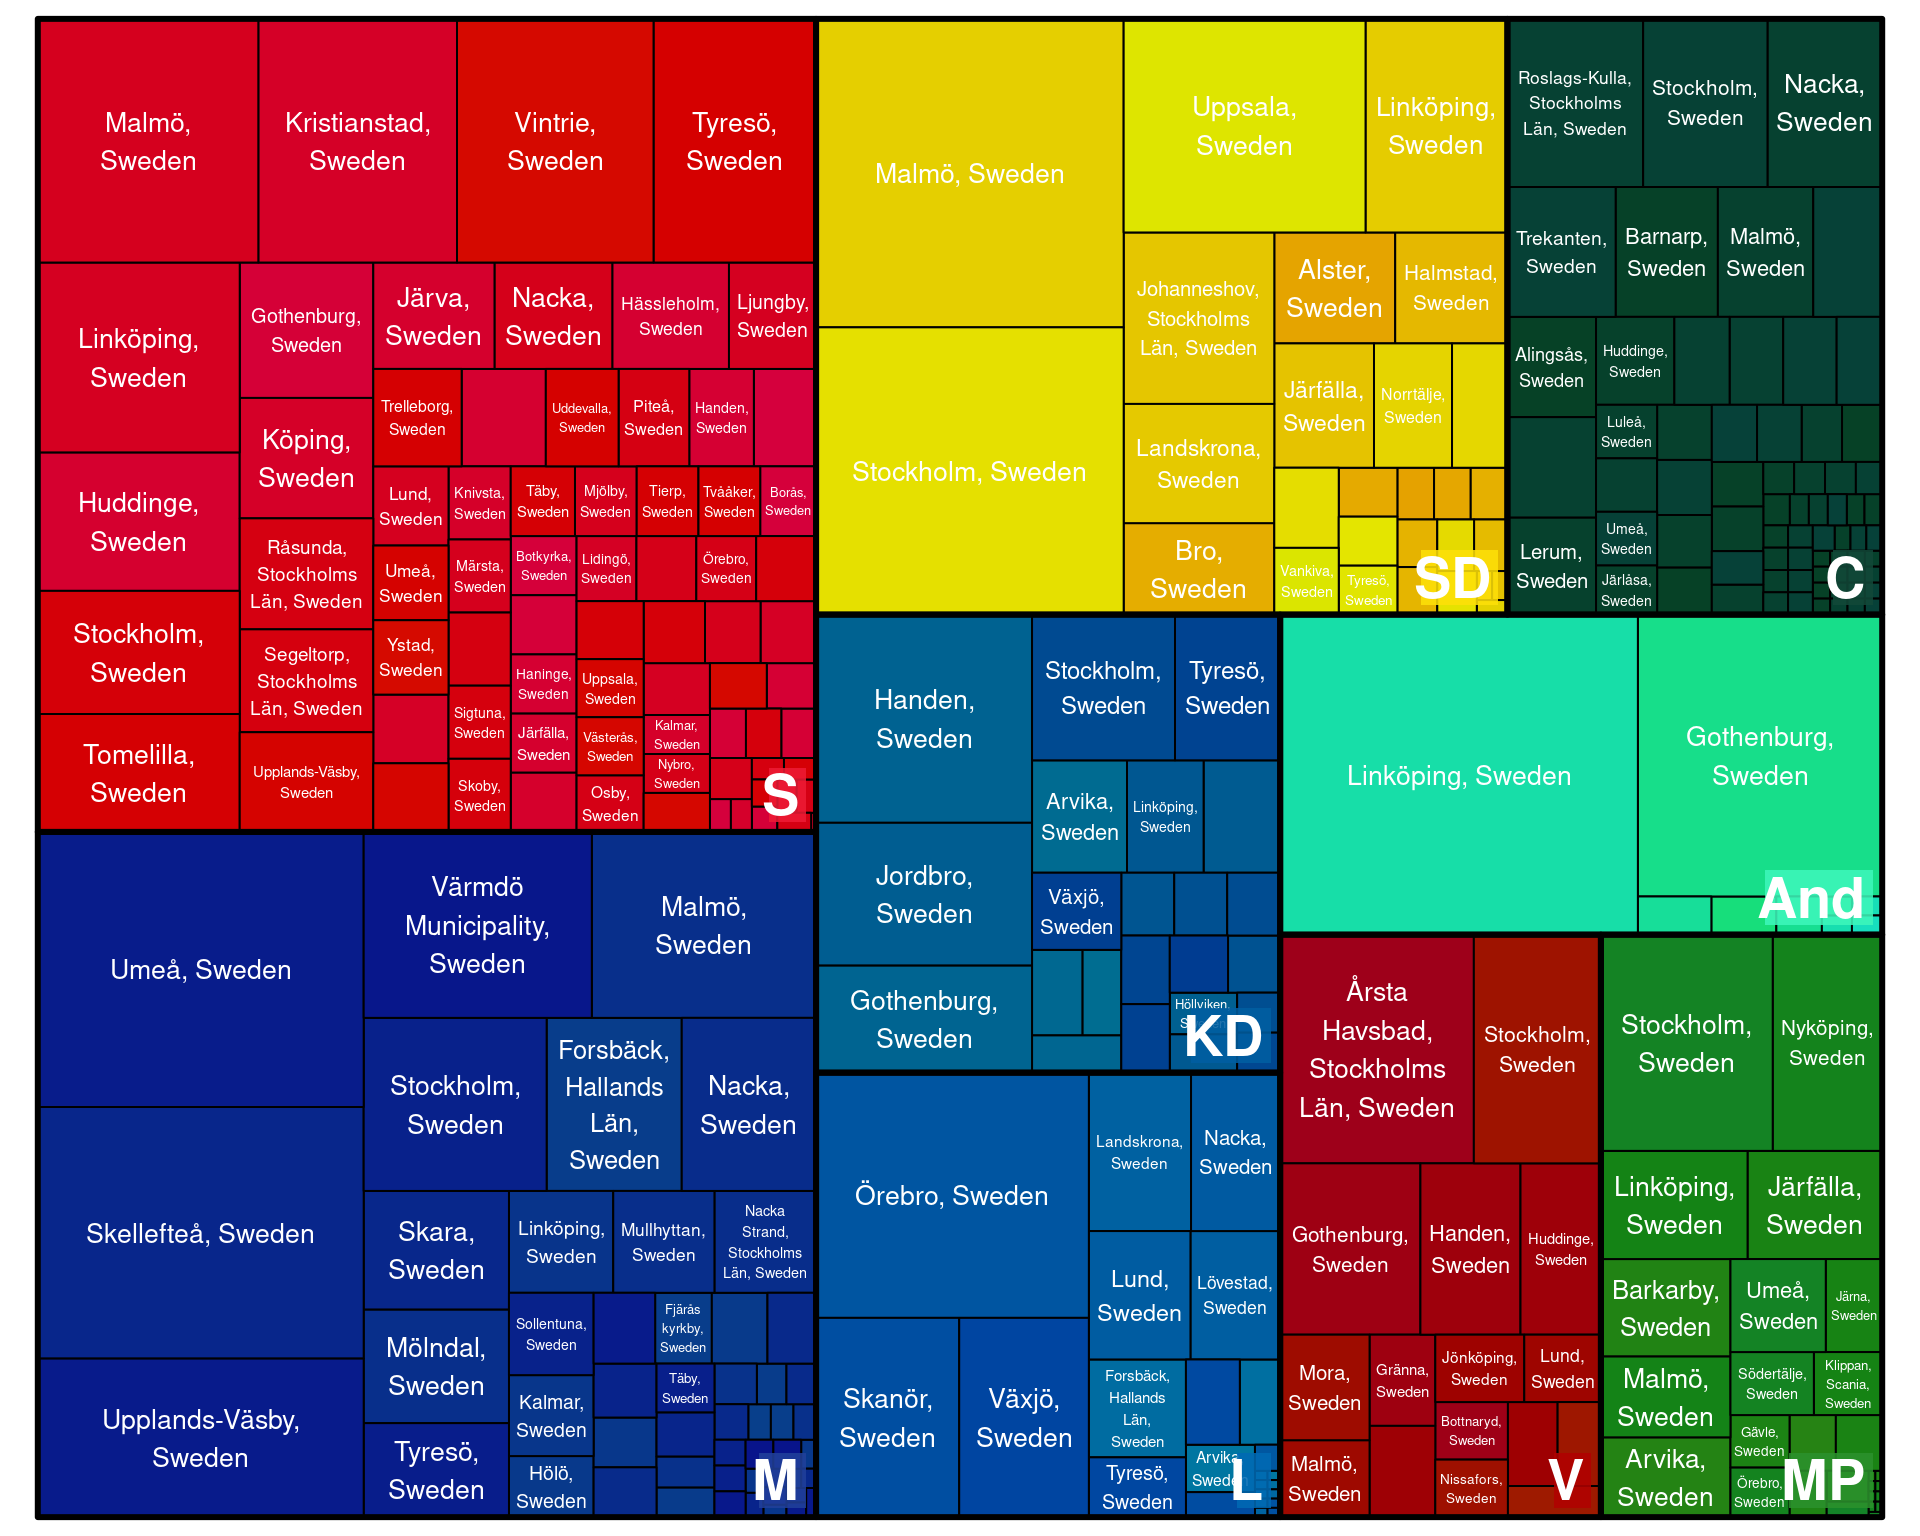 Malmö,
Sweden
Kristianstad,
Sweden
Vintrie,
Sweden
Tyresö,
Sweden
Linköping,
Sweden
Gothenburg,
Sweden
Järva,
Sweden
Nacka,
Sweden
Hässleholm,
Sweden
Ljungby,
Sweden
Trelleborg,
Sweden
Uddevalla,
Sweden
Piteå,
Sweden
Handen,
Sweden
Köping,
Sweden
Huddinge,
Sweden
Lund,
Sweden
Knivsta,
Sweden
Täby,
Sweden
Mjölby,
Sweden
Tierp,
Sweden
Tvååker,
Sweden
Borås,
Sweden
Råsunda,
Stockholms
Län, Sweden
Umeå,
Sweden
Märsta,
Sweden
Botkyrka,
Sweden
Lidingö,
Sweden
Örebro,
Sweden
Stockholm,
Sweden
Segeltorp,
Stockholms
Län, Sweden
Ystad,
Sweden
Haninge,
Sweden
Uppsala,
Sweden
Sigtuna,
Sweden
Järfälla,
Sweden
Västerås,
Sweden
Kalmar,
Sweden
Nybro,
Sweden
Tomelilla,
Sweden
Upplands-Väsby,
Sweden
Skoby,
Sweden
Osby,
Sweden
S
Malmö, Sweden
Uppsala,
Sweden
Linköping,
Sweden
Johanneshov,
Stockholms
Län, Sweden
Alster,
Sweden
Halmstad,
Sweden
Järfälla,
Sweden
Norrtälje,
Sweden
Stockholm, Sweden
Landskrona,
Sweden
Bro,
Sweden
Vankiva,
Sweden
Tyresö,
Sweden
SD
Roslags-Kulla,
Stockholms
Län, Sweden
Stockholm,
Sweden
Nacka,
Sweden
Trekanten,
Sweden
Barnarp,
Sweden
Malmö,
Sweden
Alingsås,
Sweden
Huddinge,
Sweden
Luleå,
Sweden
Lerum,
Sweden
Umeå,
Sweden
Järlåsa,
Sweden
C
Umeå, Sweden
Värmdö
Municipality,
Sweden
Malmö,
Sweden
Skellefteå, Sweden
Stockholm,
Sweden
Forsbäck,
Hallands
Län,
Sweden
Nacka,
Sweden
Skara,
Sweden
Linköping,
Sweden
Mullhyttan,
Sweden
Nacka
Strand,
Stockholms
Län, Sweden
Sollentuna,
Sweden
Fjärås
kyrkby,
Sweden
Mölndal,
Sweden
Täby,
Sweden
Kalmar,
Sweden
Upplands-Väsby,
Sweden
Tyresö,
Sweden
Hölö,
Sweden
M
Handen,
Sweden
Stockholm,
Sweden
Tyresö,
Sweden
Arvika,
Sweden
Linköping,
Sweden
Jordbro,
Sweden
Växjö,
Sweden
Gothenburg,
Sweden
Höllviken,
KD
Örebro, Sweden
Landskrona,
Sweden
Nacka,
Sweden
Lund,
Sweden
Lövestad,
Sweden
Skanör,
Sweden
Växjö,
Sweden
Forsbäck,
Hallands
Län,
Sweden
Arvika,
Sweden
Tyresö,
Sweden
L
Linköping, Sweden
Gothenburg,
Sweden
And
Årsta
Havsbad,
Stockholms
Län, Sweden
Stockholm,
Sweden
Gothenburg,
Sweden
Handen,
Sweden
Huddinge,
Sweden
Mora,
Sweden
Gränna,
Sweden
Jönköping,
Sweden
Lund,
Sweden
Bottnaryd,
Sweden
Malmö,
Sweden
Nissafors,
Sweden
V
Stockholm,
Sweden
Nyköping,
Sweden
Linköping,
Sweden
Järfälla,
Sweden
Barkarby,
Sweden
Umeå,
Sweden
Järna,
Sweden
Malmö,
Sweden
Södertälje,
Sweden
Klippan,
Scania,
Sweden
Gävle,
Sweden
Arvika,
Sweden
Örebro,
Sweden
MP